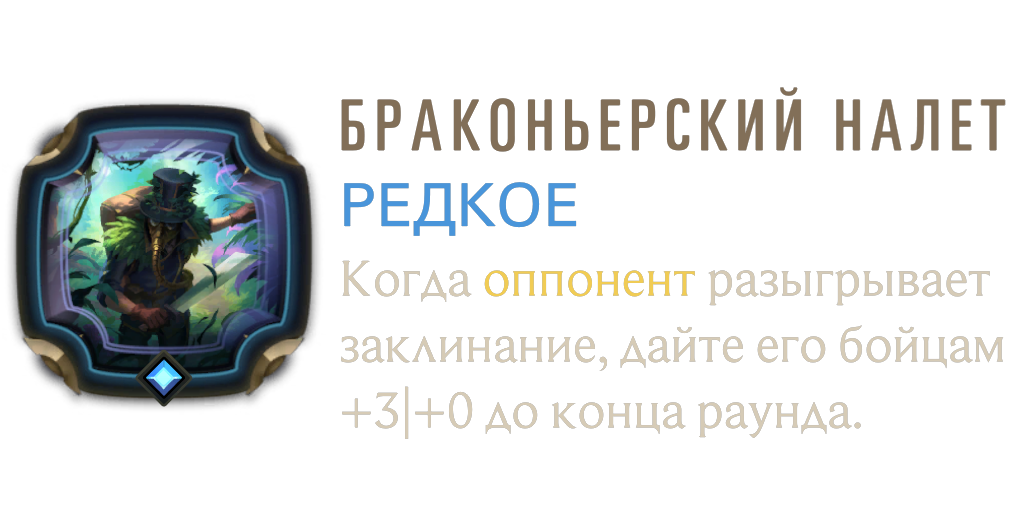 БРАКОНЬЕРСКИЙ НАЛЕТ
РЕДКОЕ
Когда оппонент разыгрывает
заклинание, дайте его бойцам
+3|+0 до конца раунда.